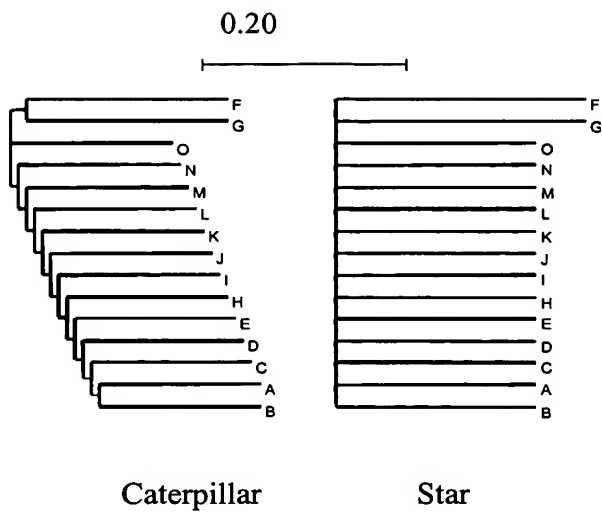 0.20
F F
G G
O O
N N
M M
L L
K K
J J
I I
H H
E E
D D
C C
A A
B B
Caterpillar Star